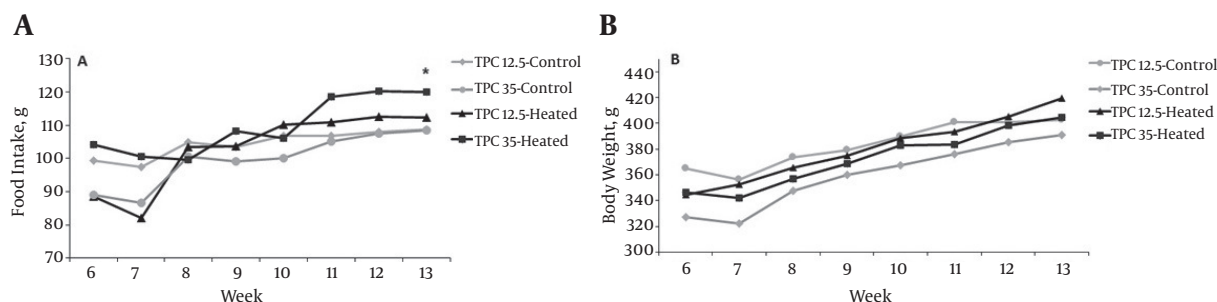 A
A
Food Intake, g
130
120
110
100
90
80
70
6 7 8 9 10 11 12 13
Week
*
TPC 12.5-Control
TPC 35-Control
TPC 12.5-Heated
TPC 35-Heated
B
B
Body Weight, g
440
420
400
380
360
340
320
300
6 7 8 9 10 11 12 13
Week
TPC 12.5-Control
TPC 35-Control
TPC 12.5-Heated
TPC 35-Heated